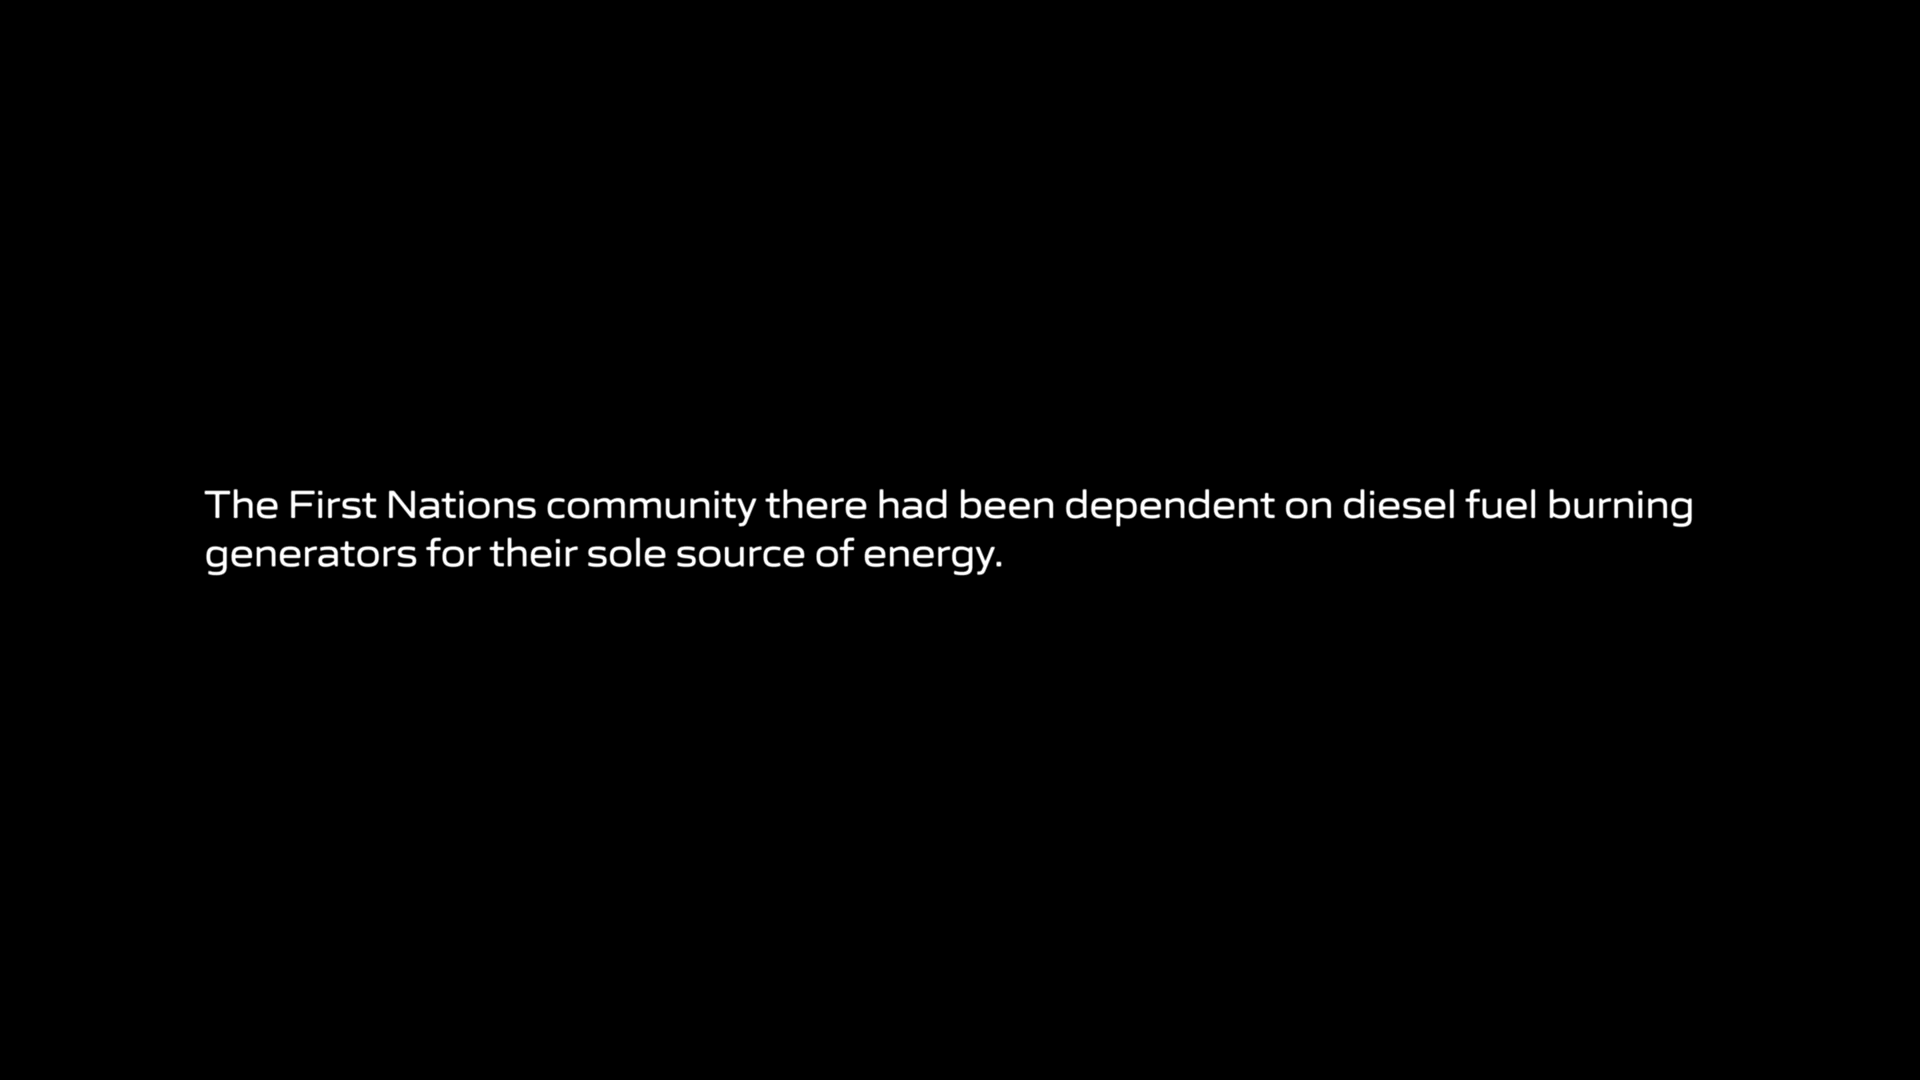 The First Nations community there had been dependent on diesel fuel burning
generators for their sole source of energy.